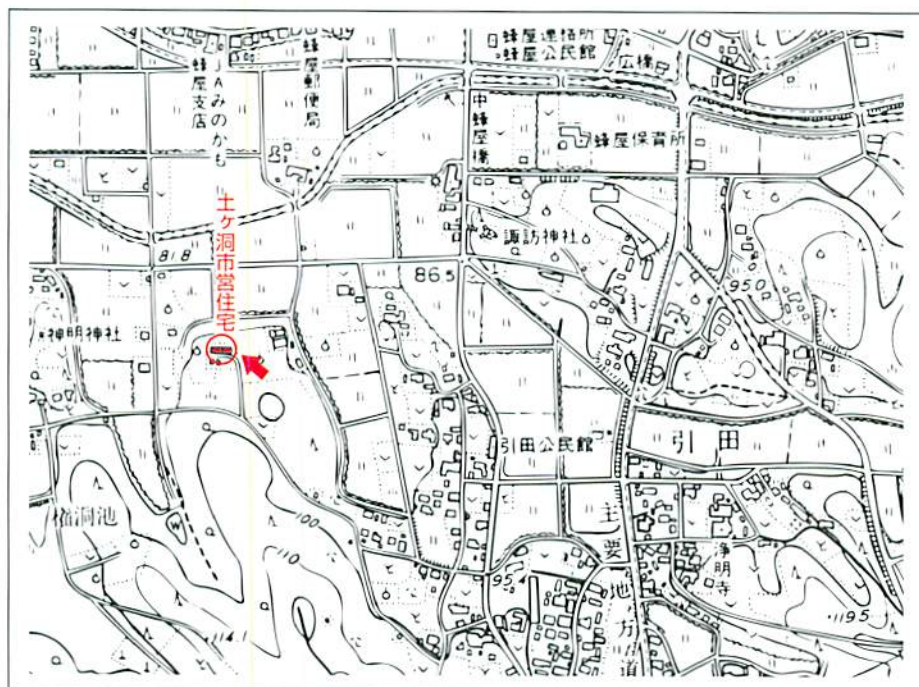 蜂屋連絡所
蜂屋公民館
広橋
JAみのかも
蜂屋支店
蜂屋郵便局
中蜂屋橋
蜂屋保育所
土ヶ洞市営住宅
諏訪神社
81.8
86.5
95.0
神明神社
引田公民館
引田
洞池
100
110
114.1
95.4
主要地方道
浄明寺
119.5